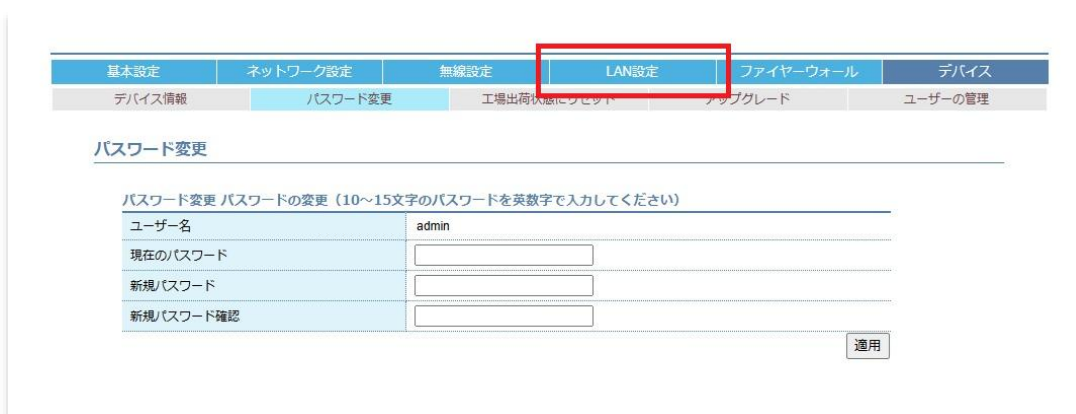 基本設定 ネットワーク設定 無線設定 LAN設定 ファイヤーウォール デバイス
デバイス情報 パスワード変更 工場出荷状態にリセット アップグレード ユーザーの管理
パスワード変更
パスワード変更 パスワードの変更（10～15文字のパスワードを英数字で入力してください）
ユーザー名 admin
現在のパスワード
新規パスワード
新規パスワード確認
適用